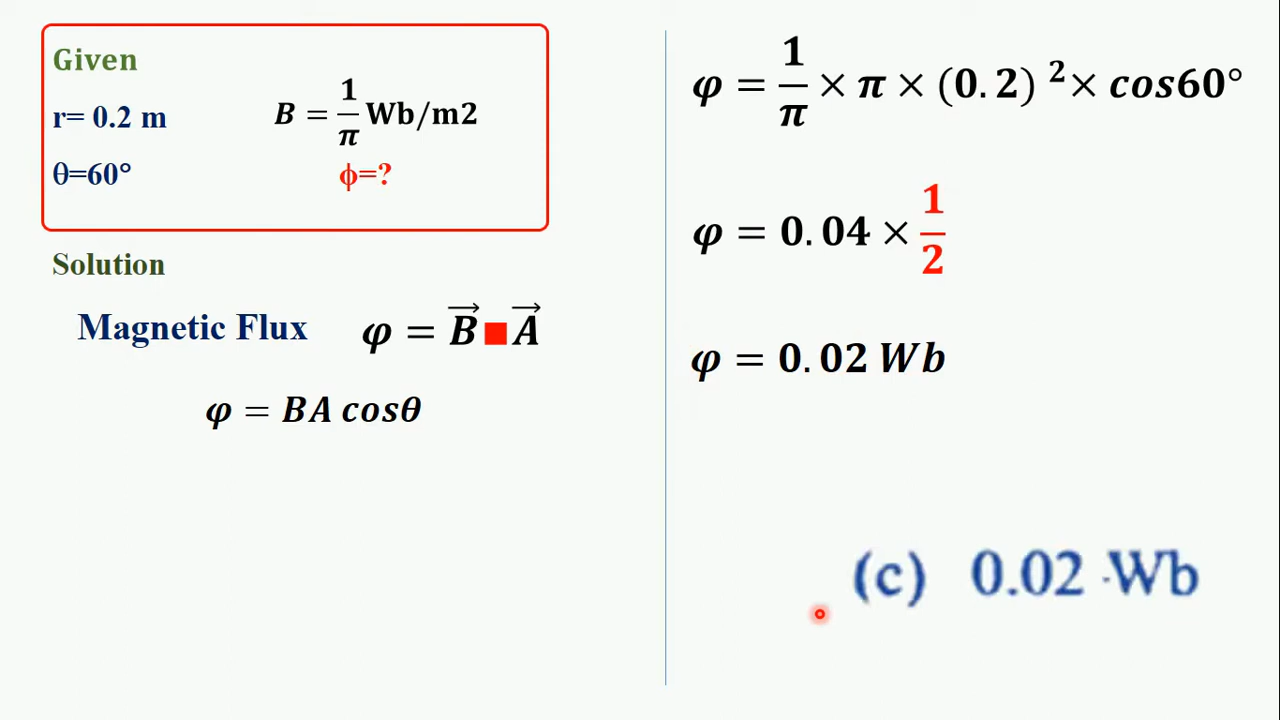 Given
r= 0.2 m
B = 1/π Wb/m2
θ=60°
ϕ=?
Solution
Magnetic Flux φ = B⃗ ■ A⃗
φ = BA cosθ
φ = 1/π × π × (0.2) ² × cos60°
φ = 0.04 × 1/2
φ = 0.02 Wb
(c) 0.02 Wb